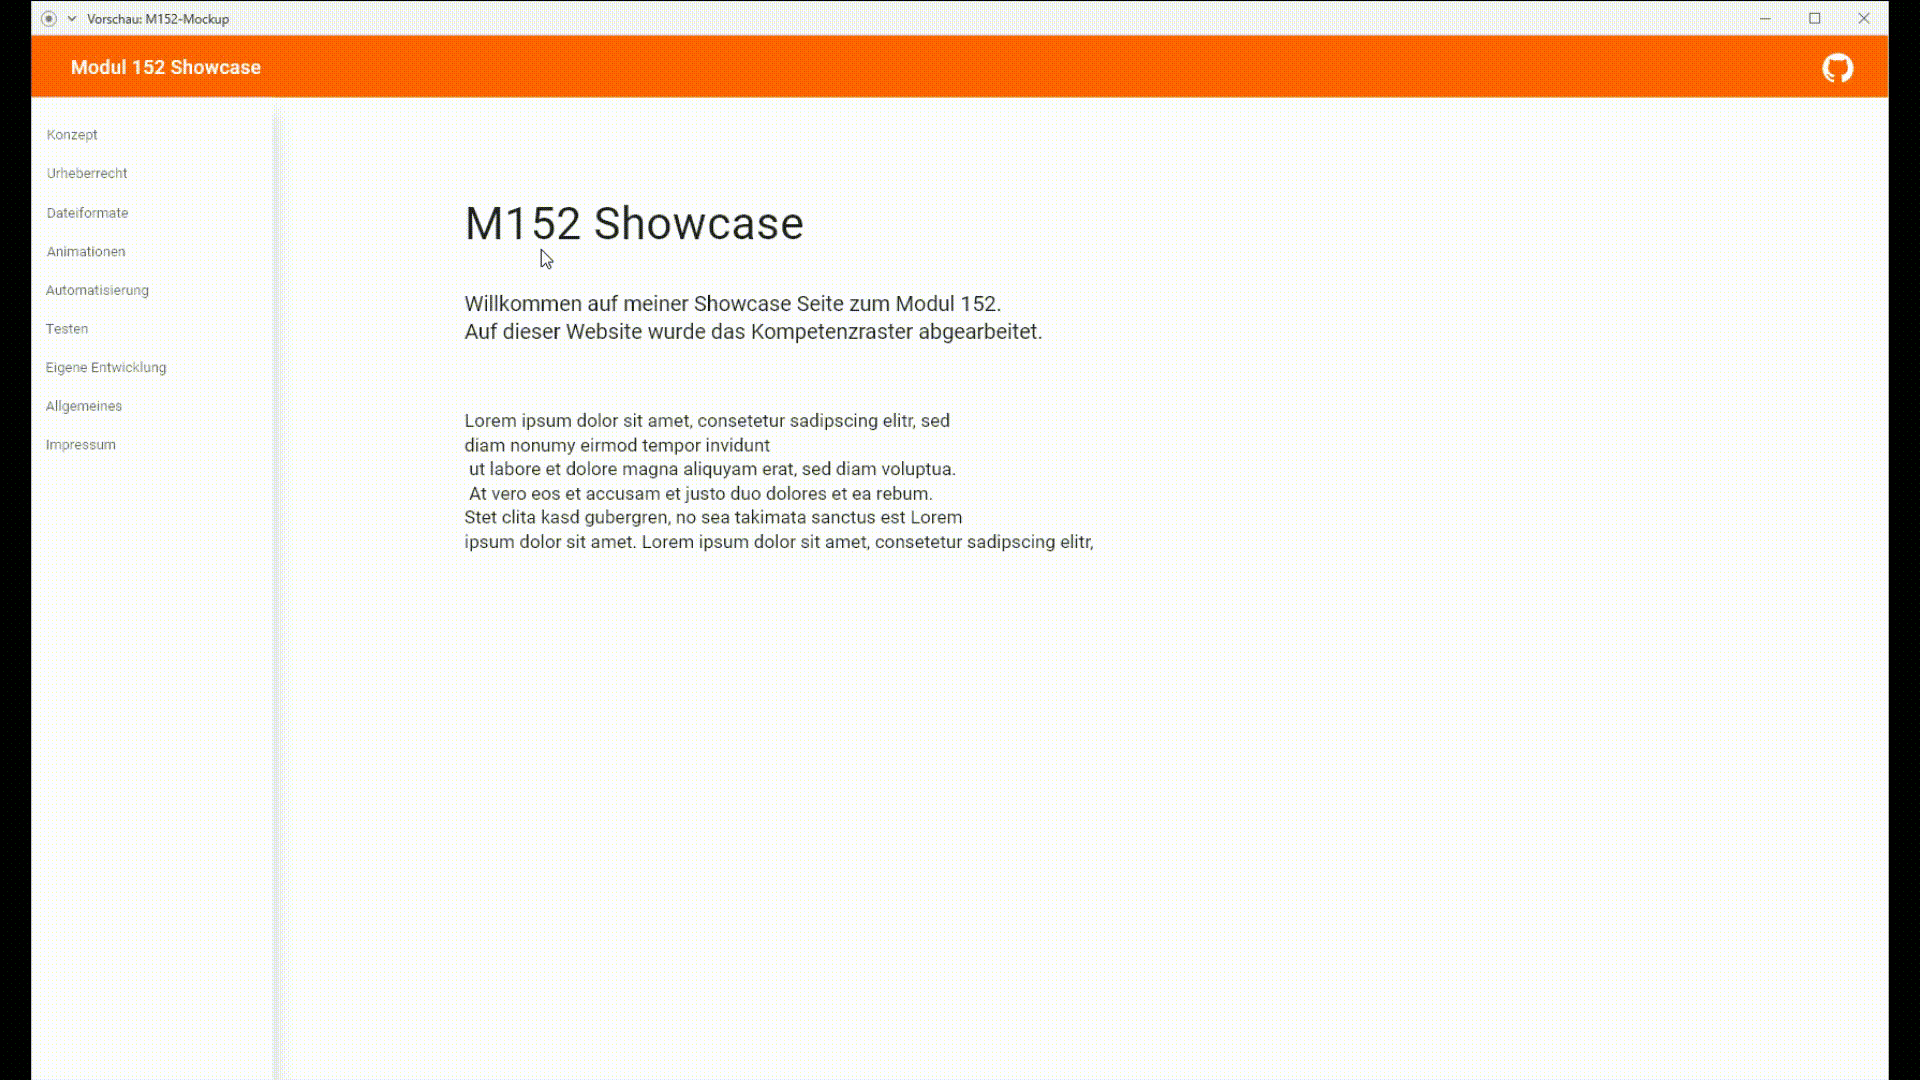 Vorschau: M152-Mockup
Modul 152 Showcase
Konzept
Urheberrecht
Dateiformate
Animationen
Automatisierung
Testen
Eigene Entwicklung
Allgemeines
Impressum
M152 Showcase
Willkommen auf meiner Showcase Seite zum Modul 152.
Auf dieser Website wurde das Kompetenzraster abgearbeitet.
Lorem ipsum dolor sit amet, consetetur sadipscing elitr, sed
diam nonumy eirmod tempor invidunt
ut labore et dolore magna aliquyam erat, sed diam voluptua.
At vero eos et accusam et justo duo dolores et ea rebum.
Stet clita kasd gubergren, no sea takimata sanctus est Lorem
ipsum dolor sit amet. Lorem ipsum dolor sit amet, consetetur sadipscing elitr,